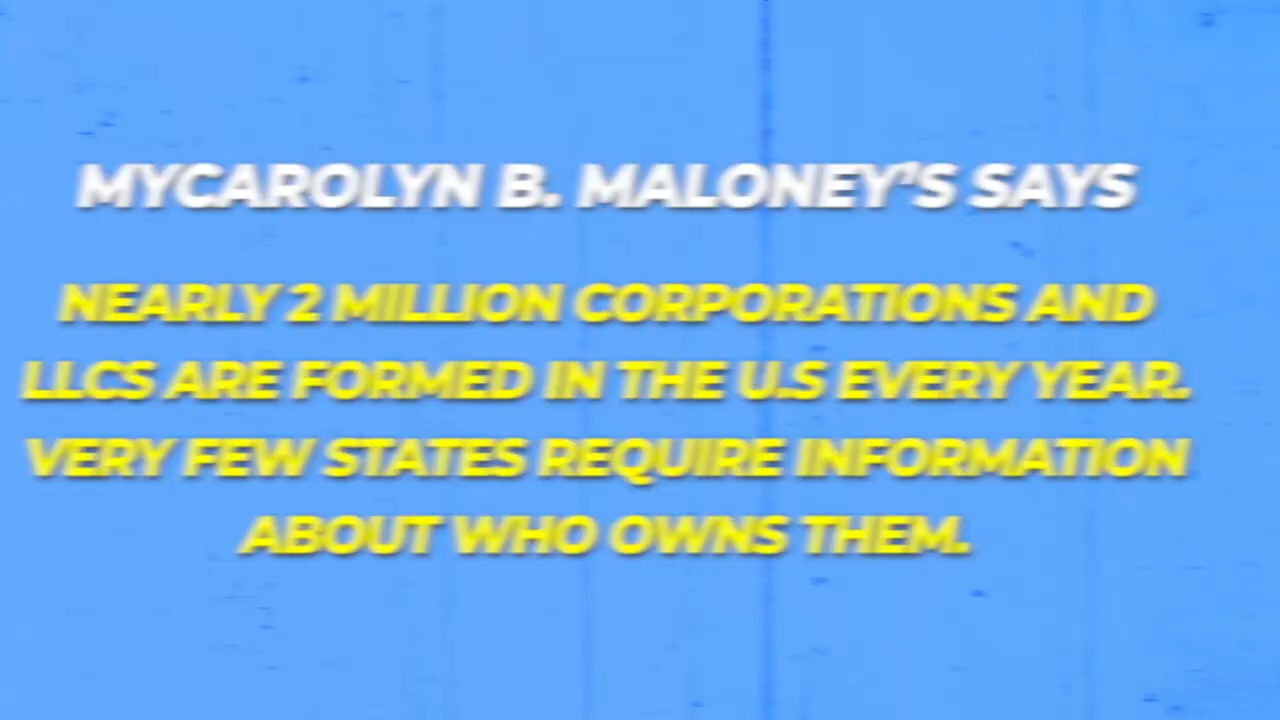 MYCAROLYN B. MALONEY'S SAYS
NEARLY 2 MILLION CORPORATIONS AND
LLCS ARE FORMED IN THE U.S EVERY YEAR.
VERY FEW STATES REQUIRE INFORMATION
ABOUT WHO OWNS THEM.